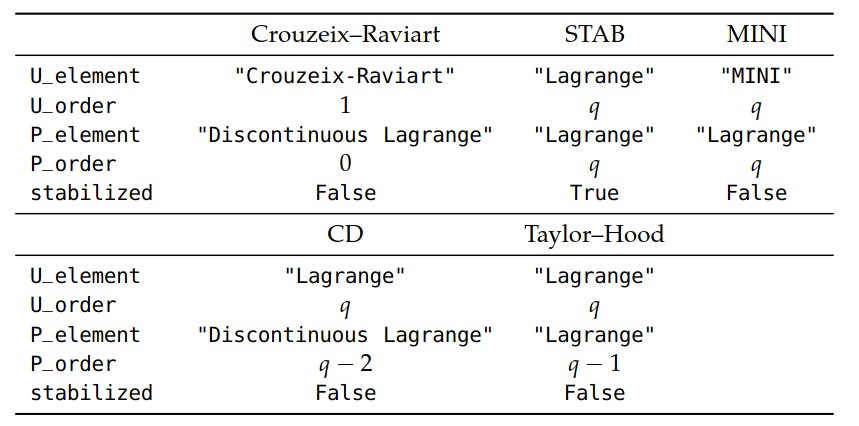 Crouzeix–Raviart STAB MINI
U_element "Crouzeix-Raviart" "Lagrange" "MINI"
U_order 1 q q
P_element "Discontinuous Lagrange" "Lagrange" "Lagrange"
P_order 0 q q
stabilized False True False
CD Taylor–Hood
U_element "Lagrange" "Lagrange"
U_order q q
P_element "Discontinuous Lagrange" "Lagrange"
P_order q − 2 q − 1
stabilized False False